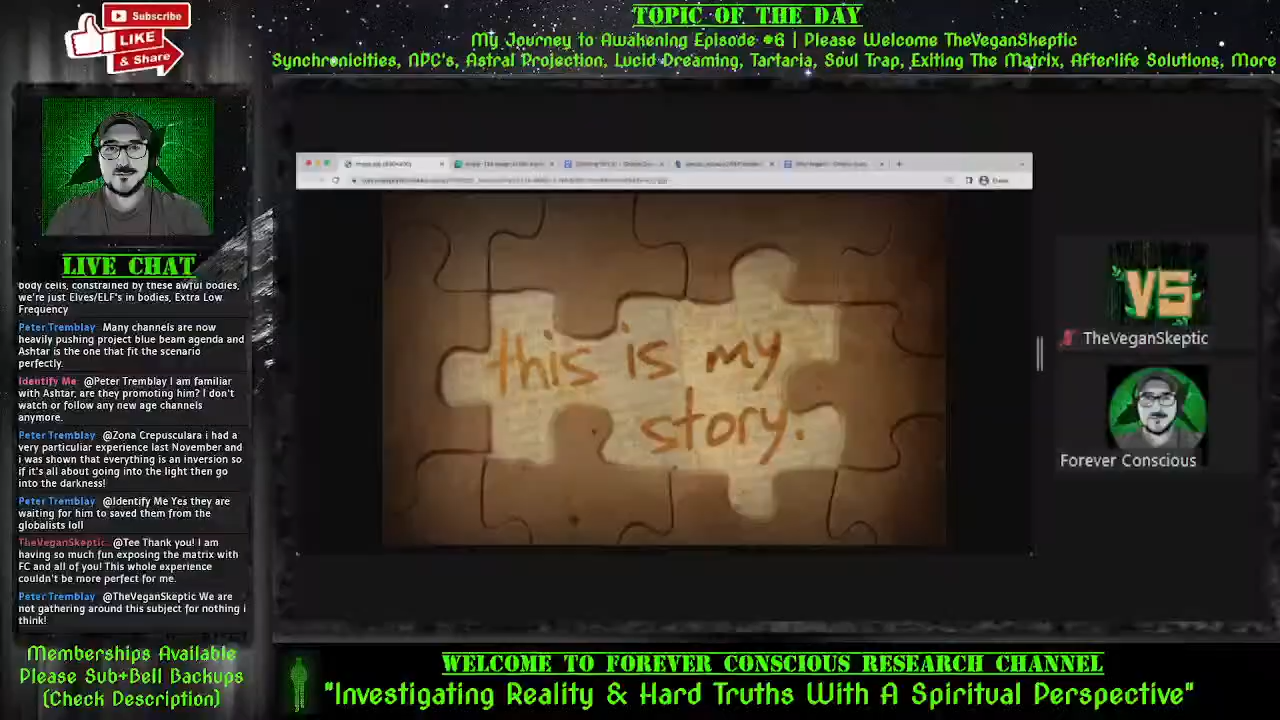 Subscribe
LIKE
& Share
TOPIC OF THE DAY
My Journey to Awakening Episode #6 | Please Welcome TheVeganSkeptic
Synchronicities, NPC's, Astral Projection, Lucid Dreaming, Tartaria, Soul Trap, Exiting The Matrix, Afterlife Solutions, More
LIVE CHAT
body cells, constrained by these awful bodies,
we're just Elves/ELF's in bodies, Extra Low
Frequency
Peter Tremblay Many channels are now
heavily pushing project blue beam agenda and
Ashtar is the one that fit the scenario
perfectly.
Identify Me @Peter Tremblay I am familiar
with Ashtar, are they promoting him? I don't
watch or follow any new age channels
anymore.
Peter Tremblay @Zona Crepusculara i had a
very particular experience last November and
i was shown that everything is an inversion so
if it's all about going into the light then go
into the darkness!
Peter Tremblay @Identify Me Yes they are
waiting for him to saved them from the
globalists loll
TheVeganSkeptic @Tee Thank you! I am
having so much fun exposing the matrix with
FC and all of you! This whole experience
couldn't be more perfect for me.
Peter Tremblay @TheVeganSkeptic We are
not gathering around this subject for nothing i
think!
Memberships Available
Please Sub+Bell Backups
(Check Description)
this is my
story.
VS
TheVeganSkeptic
Forever Conscious
WELCOME TO FOREVER CONSCIOUS RESEARCH CHANNEL
"Investigating Reality & Hard Truths With A Spiritual Perspective"